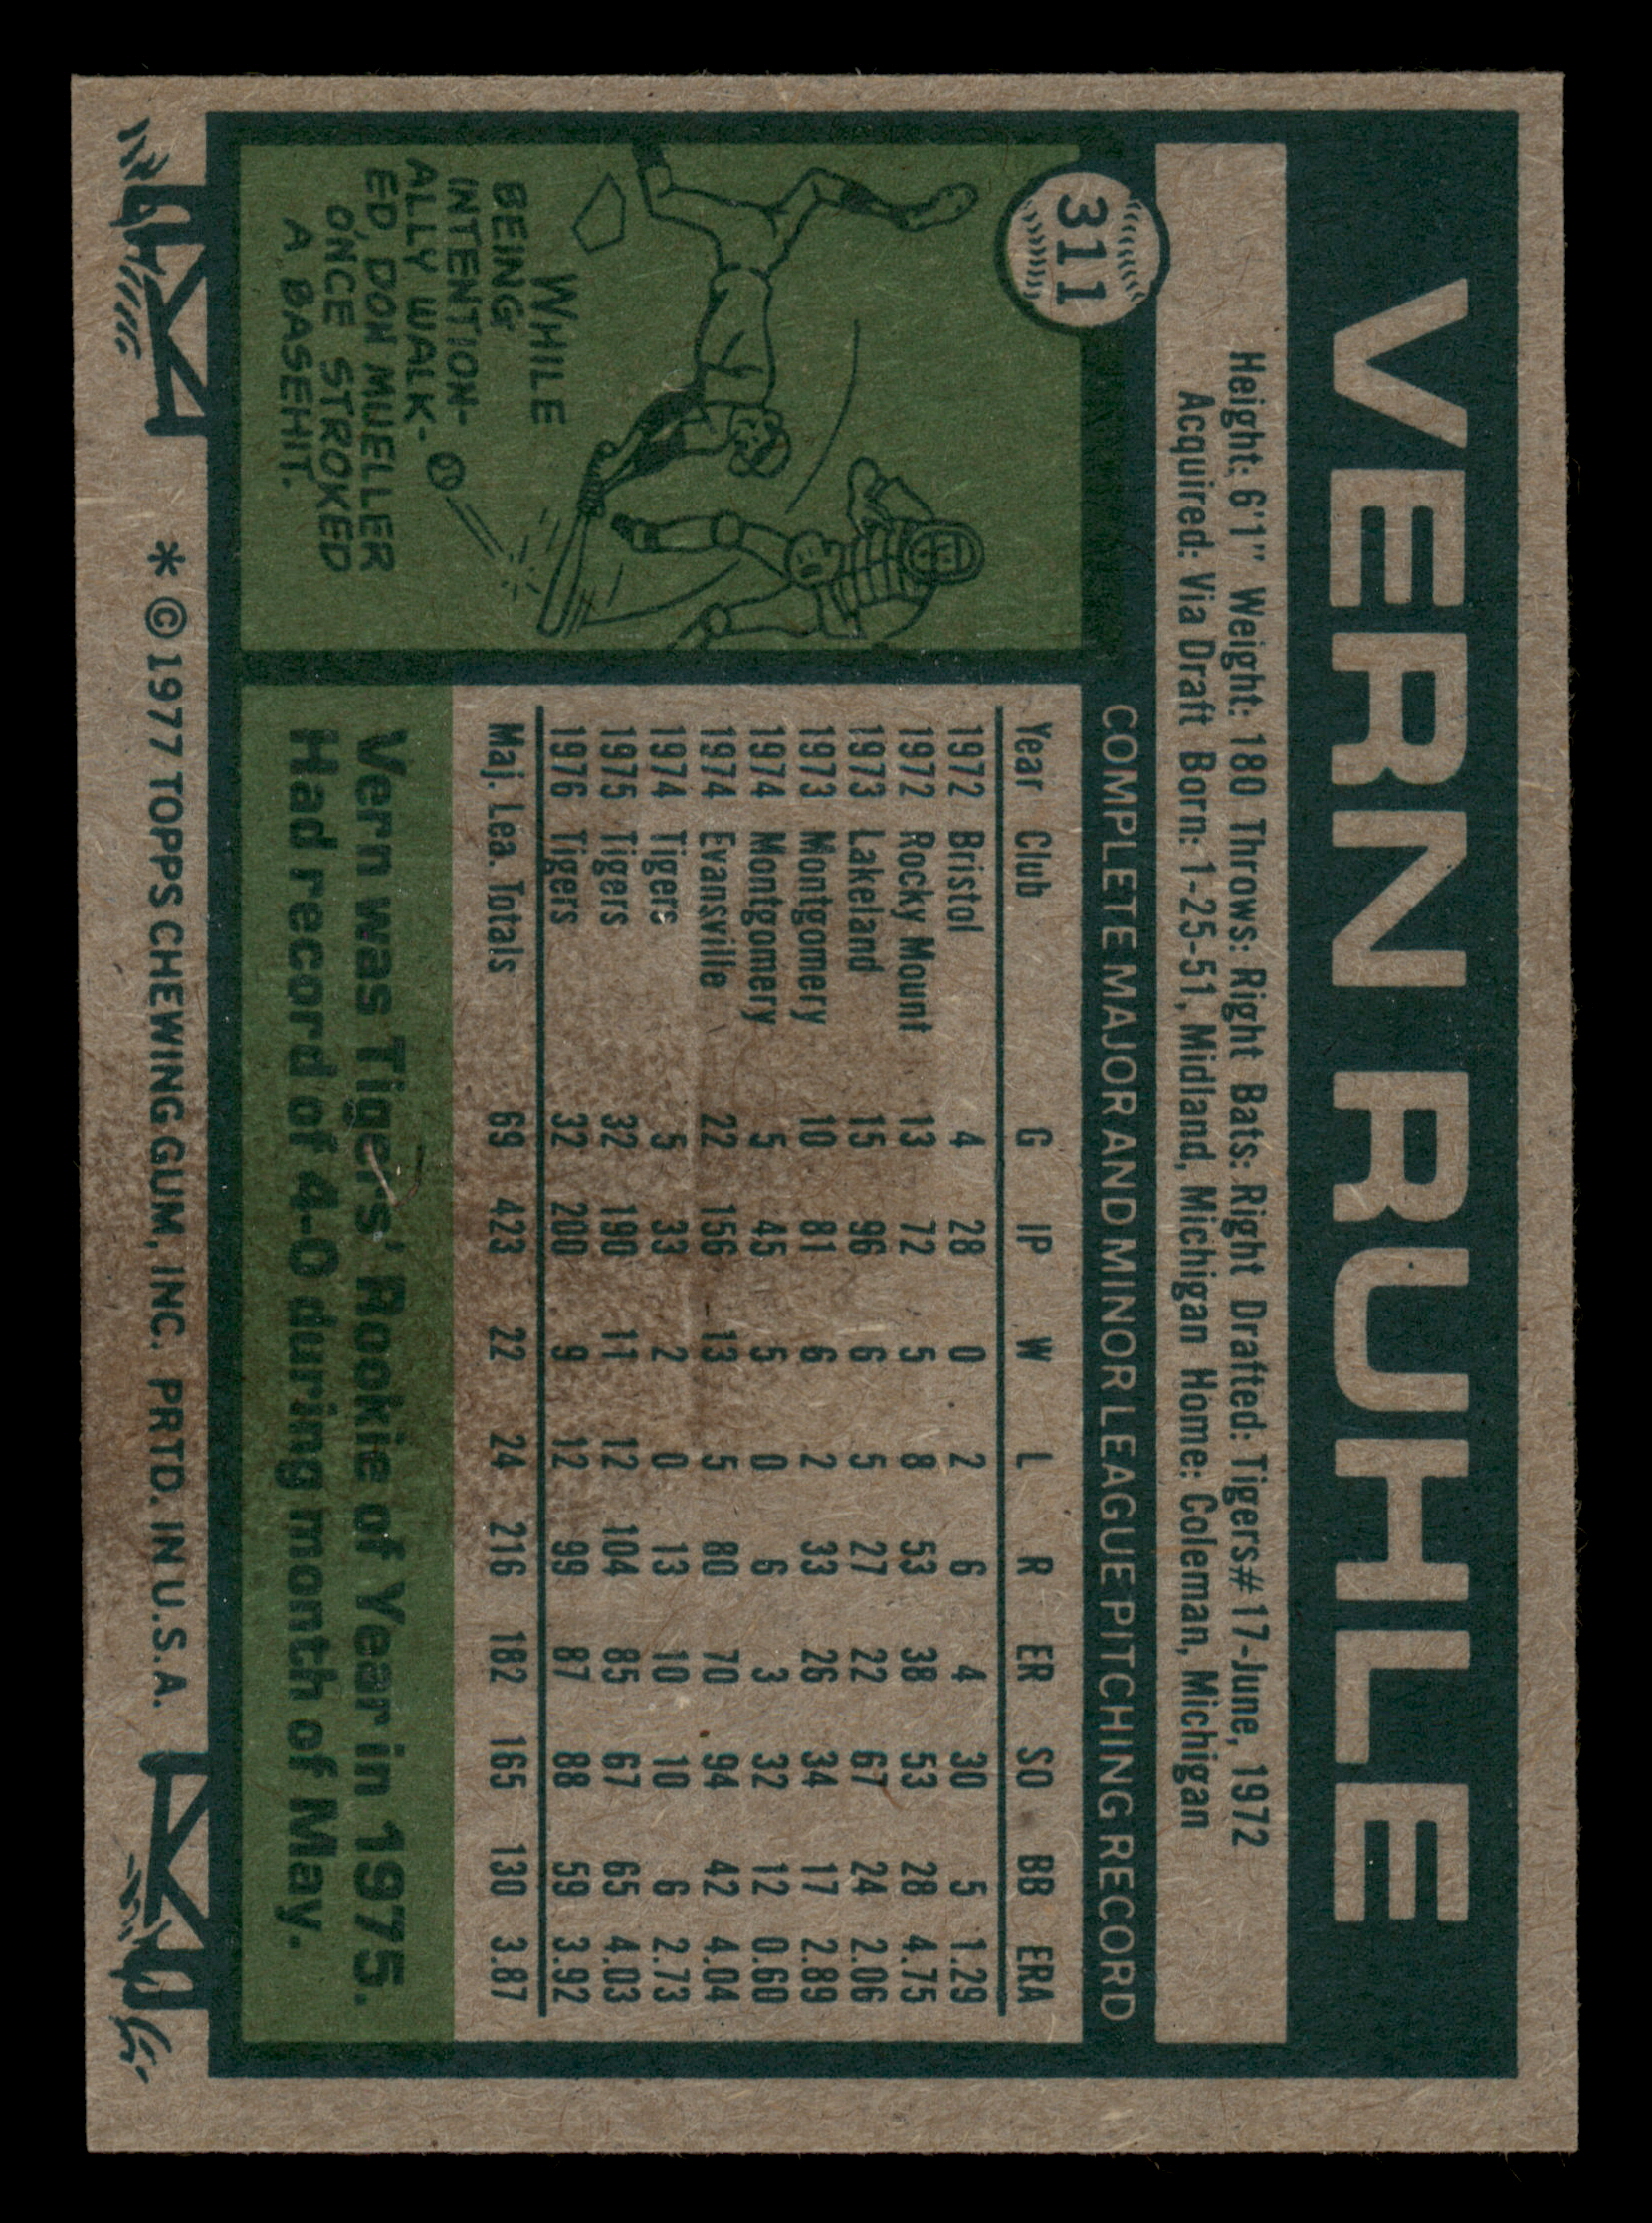 311
VERN RUHLE
Height: 6'1" Weight: 180 Throws: Right Bats: Right Drafted: Tigers#17-June, 1972
Acquired: Via Draft Born: 1-25-51, Midland, Michigan Home: Coleman, Michigan
COMPLETE MAJOR AND MINOR LEAGUE PITCHING RECORD
Year Club G IP W L R ER SO BB ERA
1972 Bristol 4 28 0 2 6 4 30 5 1.29
1972 Rocky Mount 13 72 5 8 53 38 53 28 4.75
1973 Lakeland 15 96 6 5 27 22 67 24 2.06
1973 Montgomery 10 81 6 2 33 26 34 17 2.89
1974 Montgomery 5 45 5 0 6 3 32 12 0.60
1974 Evansville 22 156 13 5 80 70 94 42 4.04
1974 Tigers 5 33 2 0 13 10 10 6 2.73
1975 Tigers 32 190 11 12 104 85 67 65 4.03
1976 Tigers 32 200 9 12 99 87 88 59 3.92
Maj. Lea. Totals 69 423 22 24 216 182 165 130 3.87
WHILE
BEING
INTENTION-
ALLY WALK-
ED, DON MUELLER
ONCE STROKED
A BASEHIT.
Vern was Tigers' Rookie of Year in 1975.
Had record of 4-0 during month of May.
* © 1977 TOPPS CHEWING GUM, INC. PRTD. IN U.S.A.